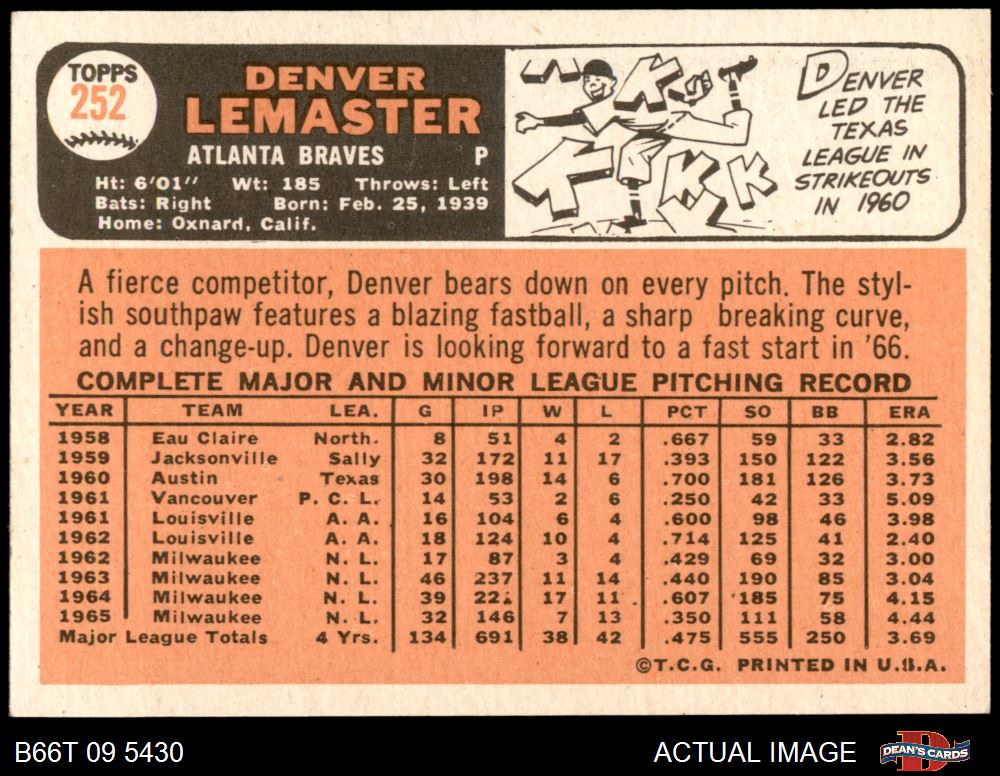 TOPPS
252
DENVER
LEMASTER
ATLANTA BRAVES P
Ht: 6'01" Wt: 185 Throws: Left
Bats: Right Born: Feb. 25, 1939
Home: Oxnard, Calif.
K
K
K
K
DENVER
LED THE
TEXAS
LEAGUE IN
STRIKEOUTS
IN 1960
A fierce competitor, Denver bears down on every pitch. The styl-
ish southpaw features a blazing fastball, a sharp breaking curve,
and a change-up. Denver is looking forward to a fast start in '66.
COMPLETE MAJOR AND MINOR LEAGUE PITCHING RECORD
YEAR TEAM LEA. G IP W L PCT SO BB ERA
1958 Eau Claire North. 8 51 4 2 .667 59 33 2.82
1959 Jacksonville Sally 32 172 11 17 .393 150 122 3.56
1960 Austin Texas 30 198 14 6 .700 181 126 3.73
1961 Vancouver P. C. L. 14 53 2 6 .250 42 33 5.09
1961 Louisville A. A. 16 104 6 4 .600 98 46 3.98
1962 Louisville A. A. 18 124 10 4 .714 125 41 2.40
1962 Milwaukee N. L. 17 87 3 4 .429 69 32 3.00
1963 Milwaukee N. L. 46 237 11 14 .440 190 85 3.04
1964 Milwaukee N. L. 39 17 11 .607 185 75 4.15
1965 Milwaukee N. L. 32 146 7 13 .350 111 58 4.44
Major League Totals 4 Yrs. 134 691 38 42 .475 555 250 3.69
©T.C.G. PRINTED IN U.S.A.
B66T 09 5430 ACTUAL IMAGE
DEAN'S CARDS